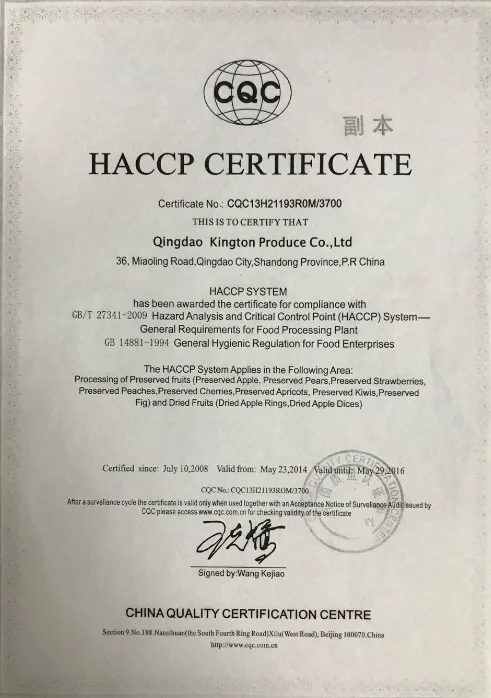 CQC
副本
HACCP CERTIFICATE
Certificate No.: CQC13H21193R0M/3700
THIS IS TO CERTIFY THAT
Qingdao Kington Produce Co.,Ltd
36, Miaoling Road,Qingdao City,Shandong Province,P.R China
HACCP SYSTEM
has been awarded the certificate for compliance with
GB/T 27341-2009 Hazard Analysis and Critical Control Point (HACCP) System—
General Requirements for Food Processing Plant
GB 14881-1994 General Hygienic Regulation for Food Enterprises
The HACCP System Applies in the Following Area:
Processing of Preserved fruits (Preserved Apple, Preserved Pears,Preserved Strawberries,
Preserved Peaches,Preserved Cherries,Preserved Apricots, Preserved Kiwis,Preserved
Fig) and Dried Fruits (Dried Apple Rings,Dried Apple Dices)
Certified since: July 10,2008 Valid from: May 23,2014 Valid until: May 29,2016
CQC No.: CQC13H21193R0M/3700
After a surveillance cycle the certificate is valid only when used together with an Acceptance Notice of Surveillance Audit issued by
CQC please access www.cqc.com.cn for checking validity of the certificate
Signed by:Wang Kejiao
CHINA QUALITY CERTIFICATION CENTRE
Section 9,No.188,Nansihuan(the South Fourth Ring Road)Xilu(West Road), Beijing 100070,China
http://www.cqc.com.cn